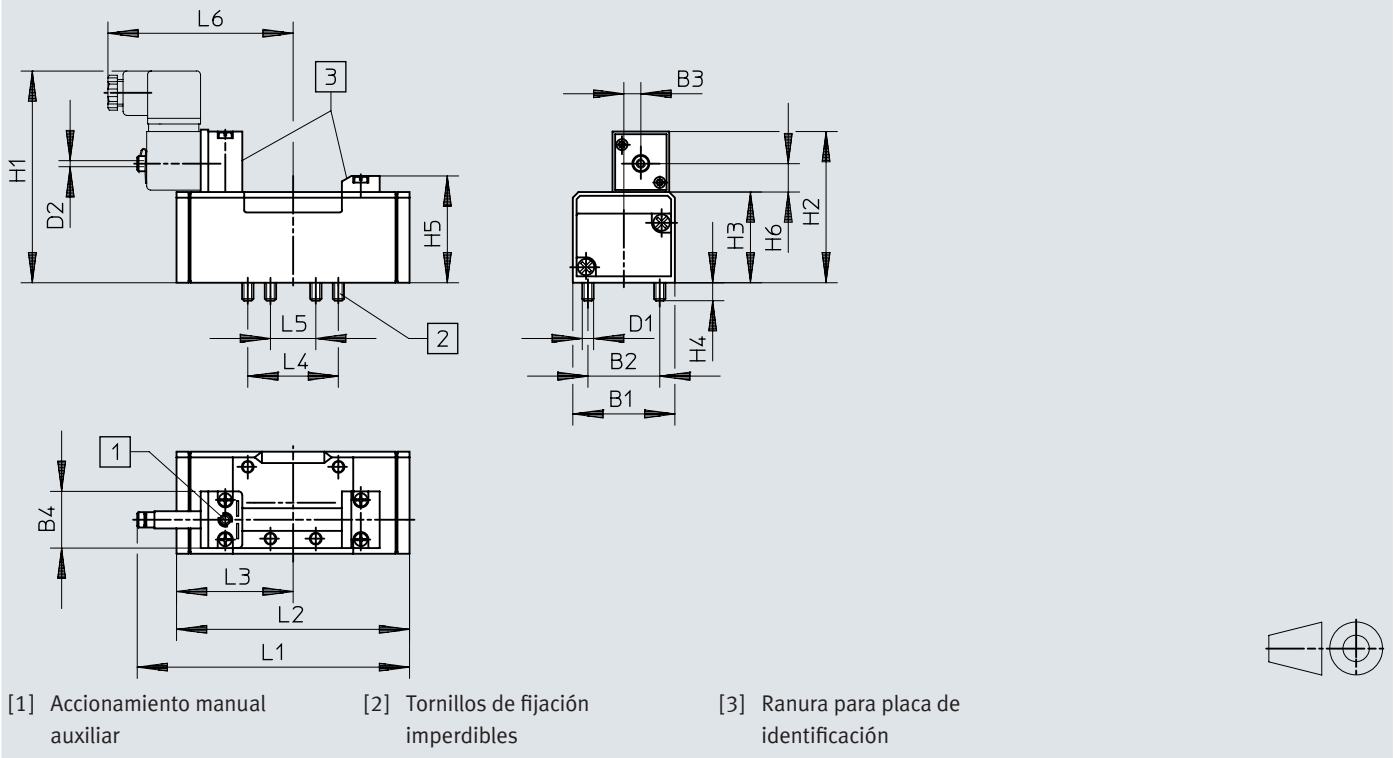 L6
3
B3
H1
D2
H5
H3
H6
H2
L5
2
D1
H4
L4
B2
B1
1
B4
L3
L2
L1
[1] Accionamiento manual
auxiliar
[2] Tornillos de fijación
imperdibles
[3] Ranura para placa de
identificación